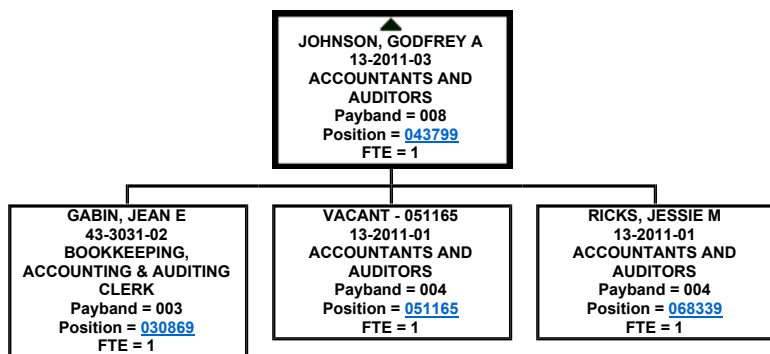 JOHNSON, GODFREY A
13-2011-03
ACCOUNTANTS AND
AUDITORS
Payband = 008
Position = 043799
FTE = 1
GABIN, JEAN E
43-3031-02
BOOKKEEPING,
ACCOUNTING & AUDITING
CLERK
Payband = 003
Position = 030869
FTE = 1
VACANT - 051165
13-2011-01
ACCOUNTANTS AND
AUDITORS
Payband = 004
Position = 051165
FTE = 1
RICKS, JESSIE M
13-2011-01
ACCOUNTANTS AND
AUDITORS
Payband = 004
Position = 068339
FTE = 1